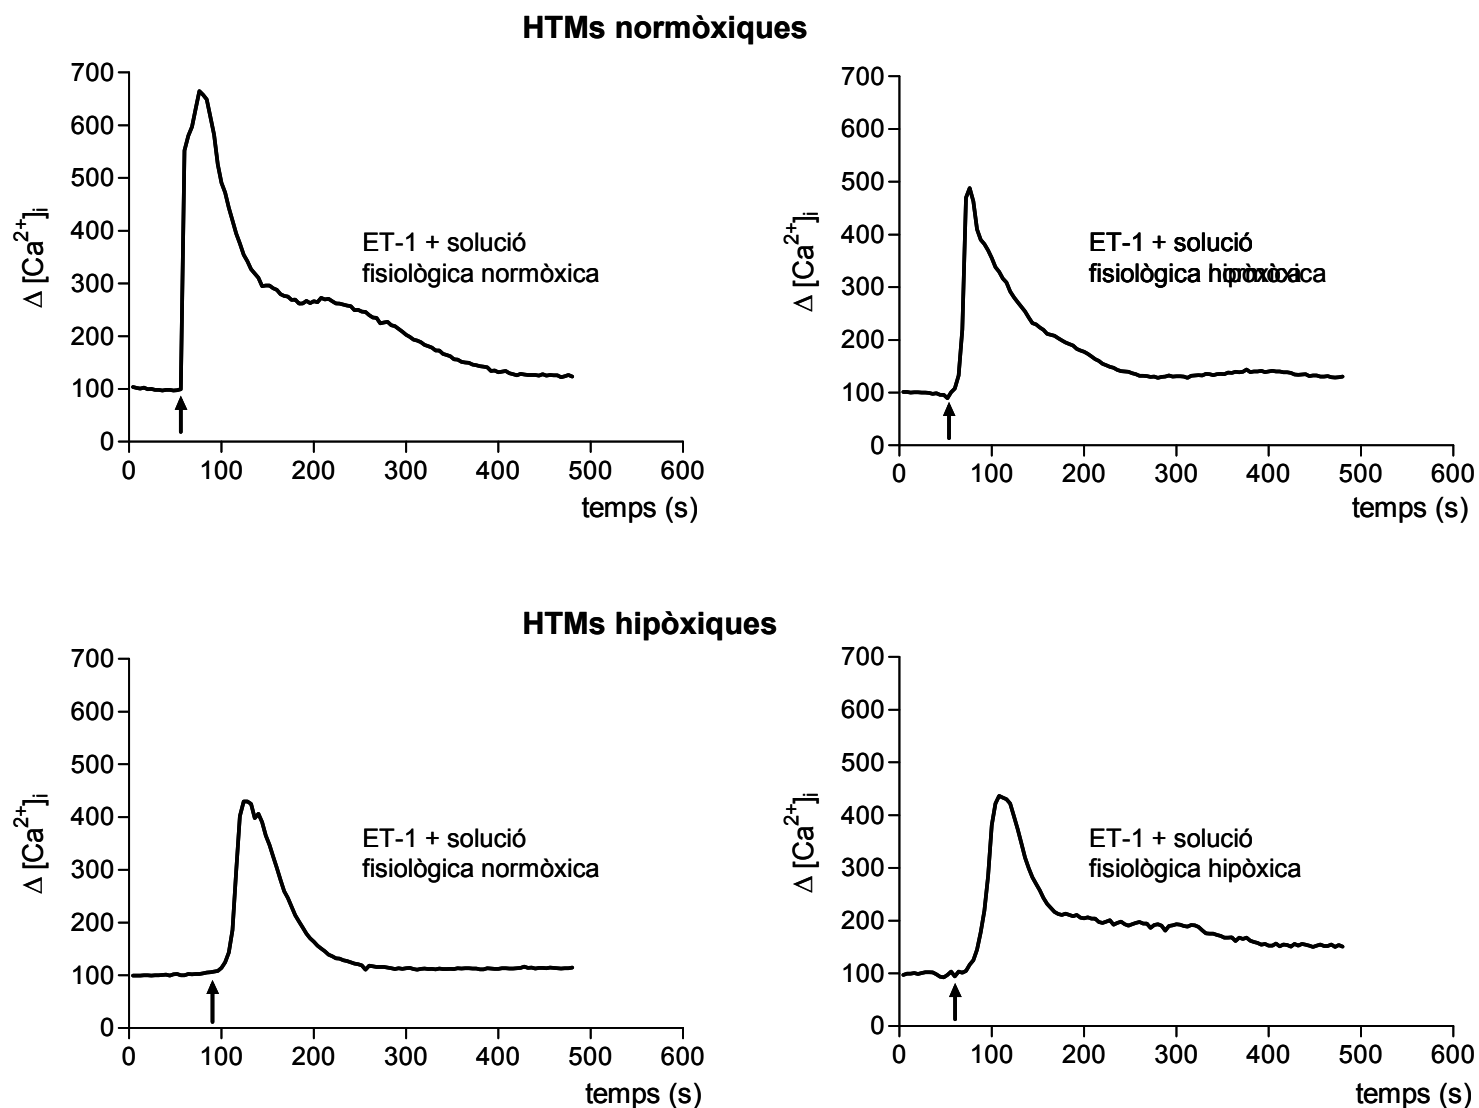 HTMs normòxiques
700
600
500
400
300
200
100
0
Δ [Ca2+]i
ET-1 + solució
fisiològica normòxica
0 100 200 300 400 500 600
temps (s)
700
600
500
400
300
200
100
0
Δ [Ca2+]i
ET-1 + solució
fisiològica
0 100 200 300 400 500 600
temps (s)
HTMs hipòxiques
700
600
500
400
300
200
100
0
Δ [Ca2+]i
ET-1 + solució
fisiològica normòxica
0 100 200 300 400 500 600
temps (s)
700
600
500
400
300
200
100
0
Δ [Ca2+]i
ET-1 + solució
fisiològica hipòxica
0 100 200 300 400 500 600
temps (s)